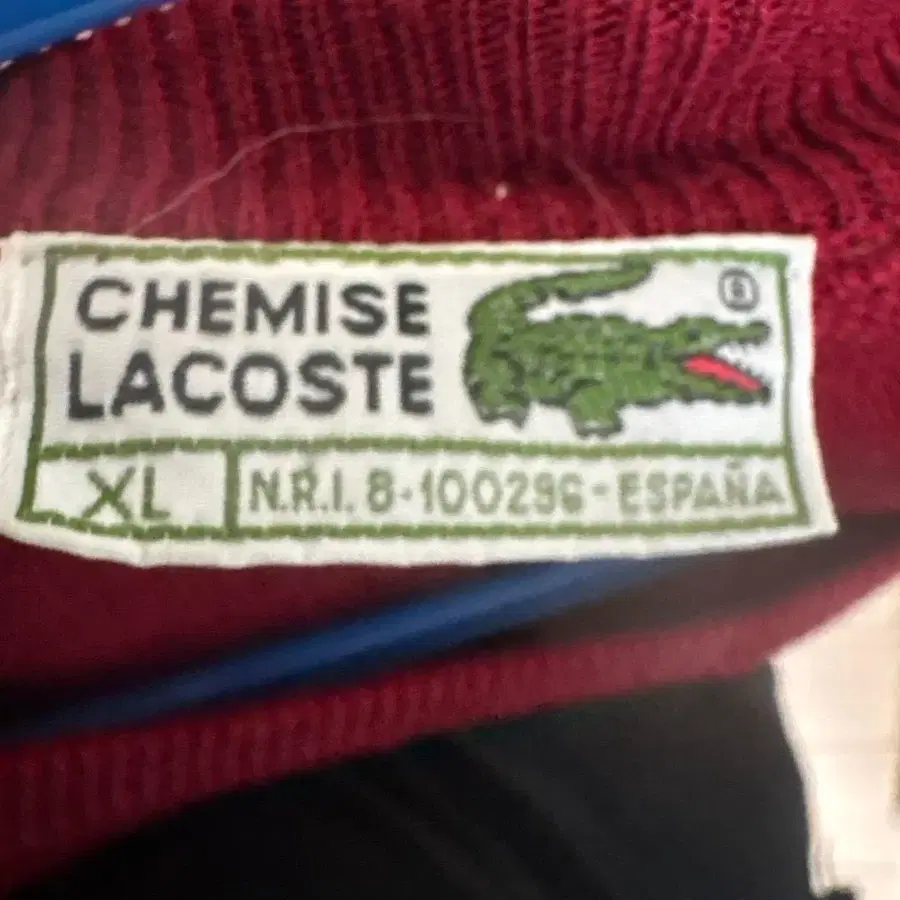 CHEMISE
LACOSTE
XL
N.R.I. 8-100296-ESPAÑA